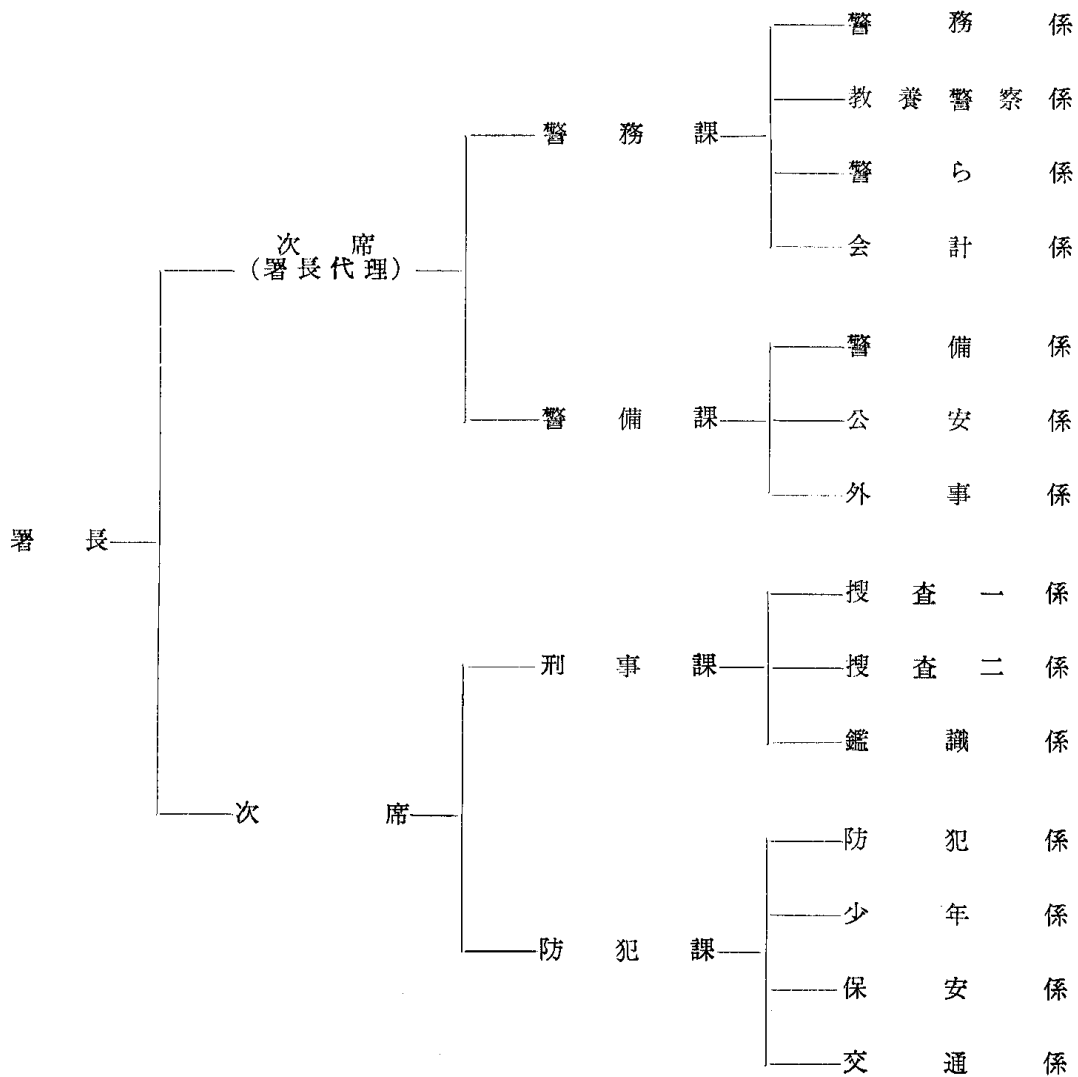 署長
次席
(署長代理)
警務課
警務係
教養警察係
警ら係
会計係
警備課
警備係
公安係
外事係
次席
刑事課
捜査一係
捜査二係
鑑識係
防犯課
防犯係
少年係
保安係
交通係